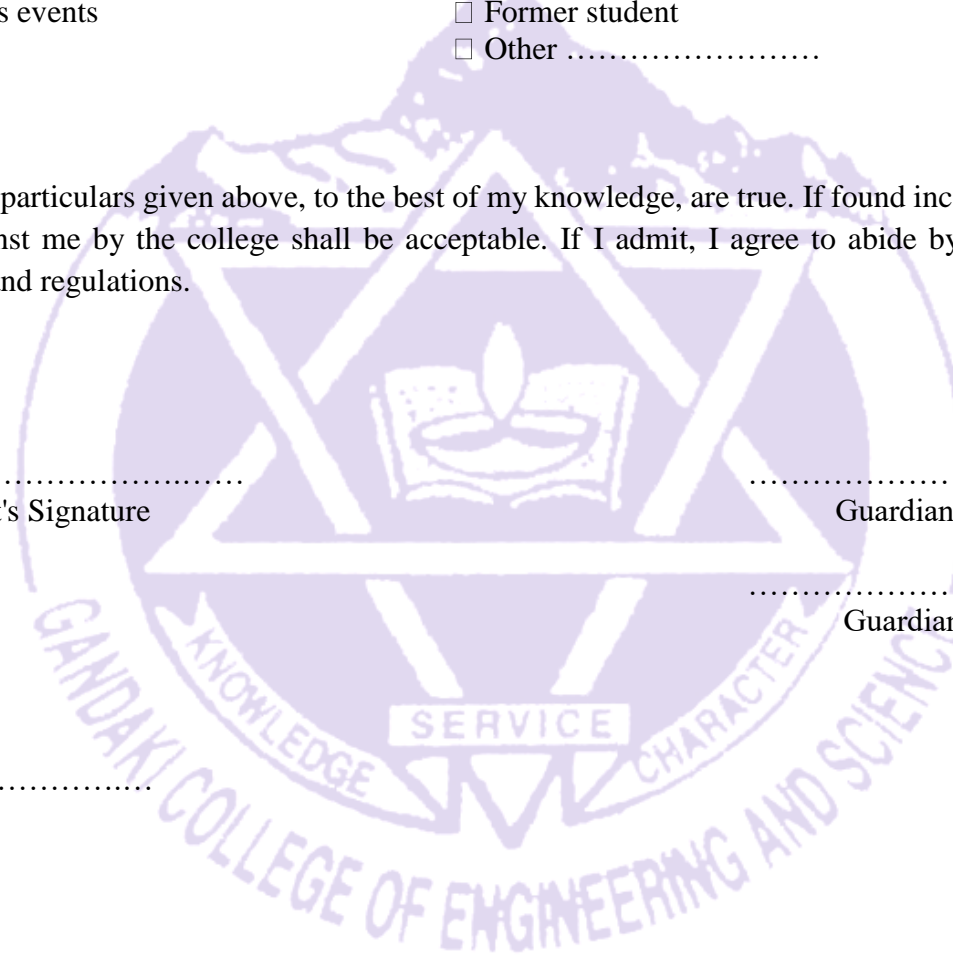 s events
□ Former student
□ Other ……………………
particulars given above, to the best of my knowledge, are true. If found inc
nst me by the college shall be acceptable. If I admit, I agree to abide by
nd regulations.
……………………..……
………………
t's Signature
Guardian
………………
Guardian
KNOWLEDGE
SERVICE
CHARACTER
…………..…
GANDAKI COLLEGE OF ENGINEERING AND SCIENC